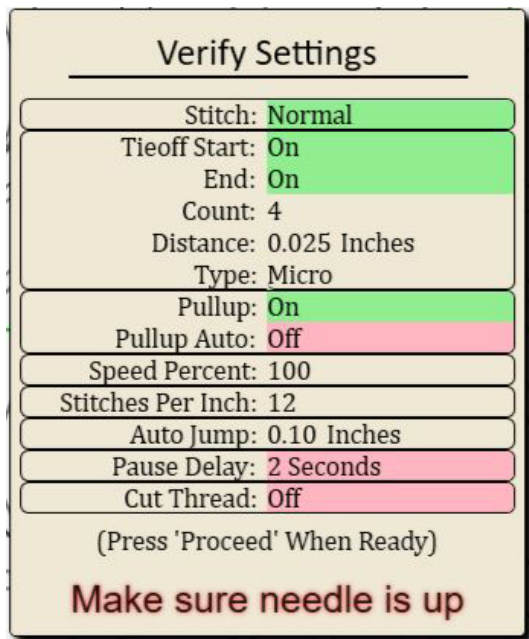 Verify Settings
Stitch: Normal
Tieoff Start: On
End: On
Count: 4
Distance: 0.025 Inches
Type: Micro
Pullup: On
Pullup Auto: Off
Speed Percent: 100
Stitches Per Inch: 12
Auto Jump: 0.10 Inches
Pause Delay: 2 Seconds
Cut Thread: Off
(Press 'Proceed' When Ready)
Make sure needle is up